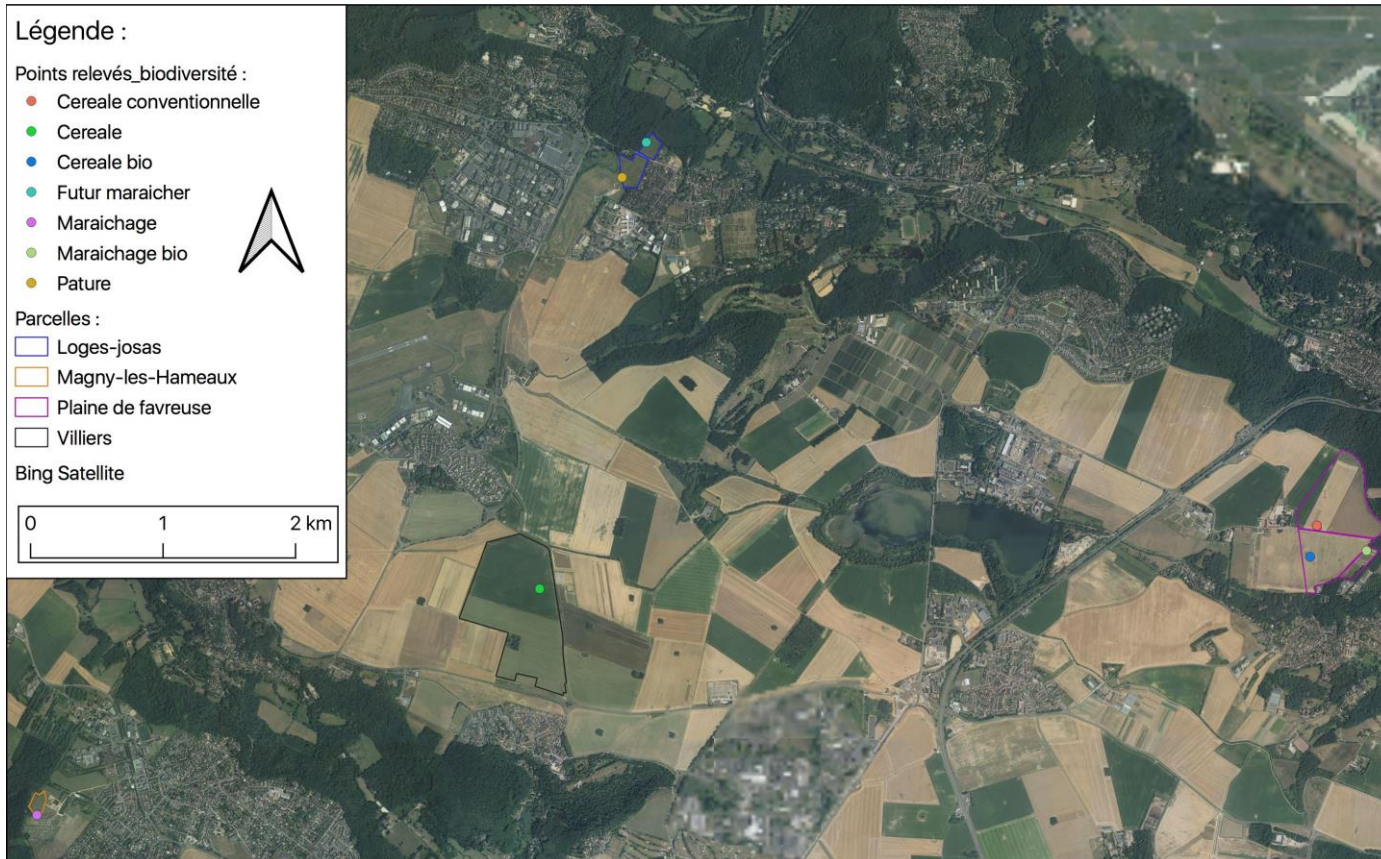 Légende :
Points relevés_biodiversité :
Cereale conventionnelle
Cereale
Cereale bio
Futur maraicher
Maraichage
Maraichage bio
Pature
Parcelles :
Loges-josas
Magny-les-Hameaux
Plaine de favreuse
Villiers
Bing Satellite
0 1 2 km